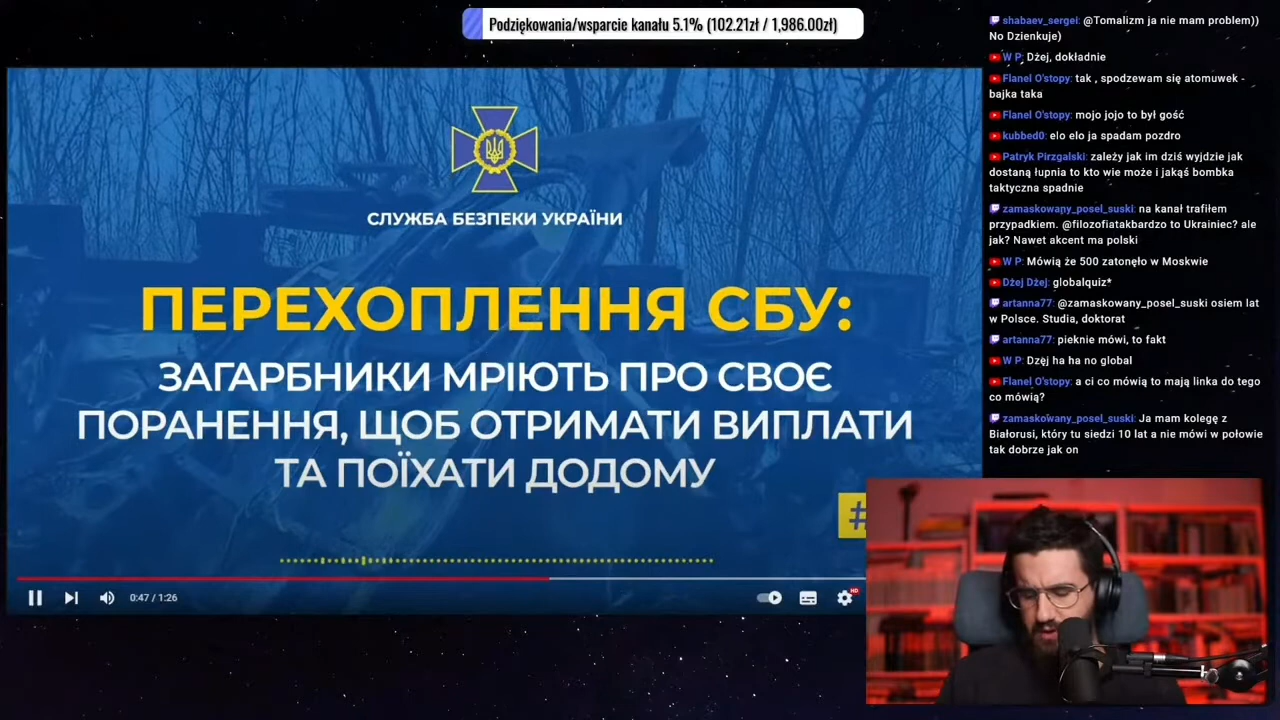 Podziękowania/wsparcie kanału 5.1% (102.21zł / 1,986.00zł)
СЛУЖБА БЕЗПЕКИ УКРАЇНИ
ПЕРЕХОПЛЕННЯ СБУ:
ЗАГАРБНИКИ МРІЮТЬ ПРО СВОЄ
ПОРАНЕННЯ, ЩОБ ОТРИМАТИ ВИПЛАТИ
ТА ПОЇХАТИ ДОДОМУ
#
0:47 / 1:26
HD
shabaev_sergei: @Tomalizm ja nie mam problem))
No Dzienkuje)
W P: Dżej, dokładnie
Flanel O'stopy: tak , spodzewam się atomuwek -
bajka taka
Flanel O'stopy: mojo jojo to był gość
kubbed0: elo elo ja spadam pozdro
Patryk Pirzgalski: zależy jak im dziś wyjdzie jak
dostaną łupnia to kto wie może i jakąś bombka
taktyczna spadnie
zamaskowany_posel_suski: na kanał trafiłem
przypadkiem. @filozofiatakbardzo to Ukrainiec? ale
jak? Nawet akcent ma polski
W P: Mówią że 500 zatonęło w Moskwie
Dżej Dżej: globalquiz*
artanna77: @zamaskowany_posel_suski osiem lat
w Polsce. Studia, doktorat
artanna77: pieknie mówi, to fakt
W P: Dzęj ha ha no global
Flanel O'stopy: a ci co mówią to mają linka do tego
co mówią?
zamaskowany_posel_suski: Ja mam kolegę z
Białorusi, który tu siedzi 10 lat a nie mówi w połowie
tak dobrze jak on